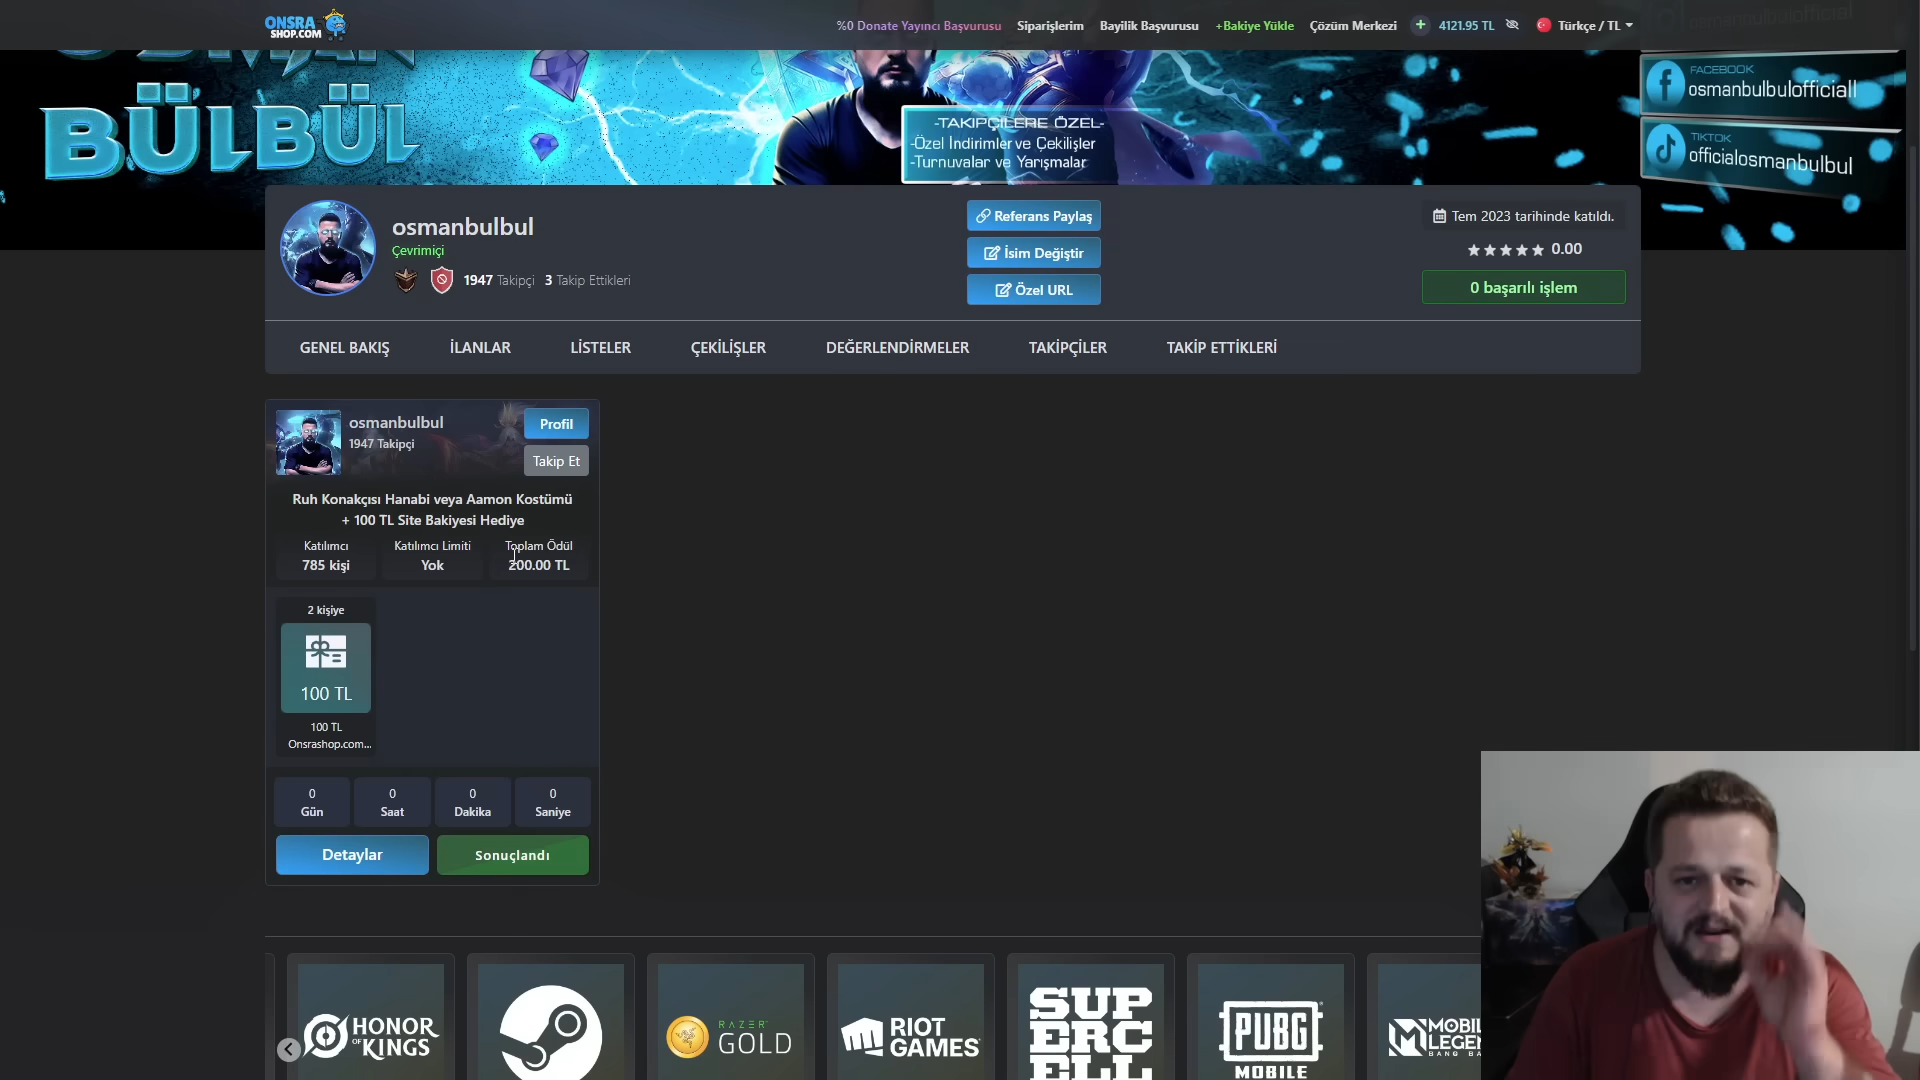 ONSRA
SHOP.COM
%0 Donate Yayıncı Başvurusu
Siparişlerim
Bayilik Başvurusu
+Bakiye Yükle
Çözüm Merkezi
4121.95 TL
Türkçe / TL
BÜLBÜL
-TAKİPÇİLERE ÖZEL-
-Özel İndirimler ve Çekilişler
-Turnuvalar ve Yarışmalar
FACEBOOK
osmanbulbulofficiall
TIKTOK
officialosmanbulbul
osmanbulbul
Çevrimiçi
1947 Takipçi 3 Takip Ettikleri
Referans Paylaş
İsim Değiştir
Özel URL
Tem 2023 tarihinde katıldı.
0.00
0 başarılı işlem
GENEL BAKIŞ
İLANLAR
LİSTELER
ÇEKİLİŞLER
DEĞERLENDİRMELER
TAKİPÇİLER
TAKİP ETTİKLERİ
osmanbulbul
1947 Takipçi
Profil
Takip Et
Ruh Konakçısı Hanabi veya Aamon Kostümü
+ 100 TL Site Bakiyesi Hediye
Katılımcı
785 kişi
Katılımcı Limiti
Yok
Toplam Ödül
200.00 TL
2 kişiye
100 TL
100 TL
Onsrashop.com...
0
Gün
0
Saat
0
Dakika
0
Saniye
Detaylar
Sonuçlandı
HONOR
OF KINGS
RAZER
GOLD
RIOT
GAMES
SUP
ERC
ELL
PUBG
MOBILE